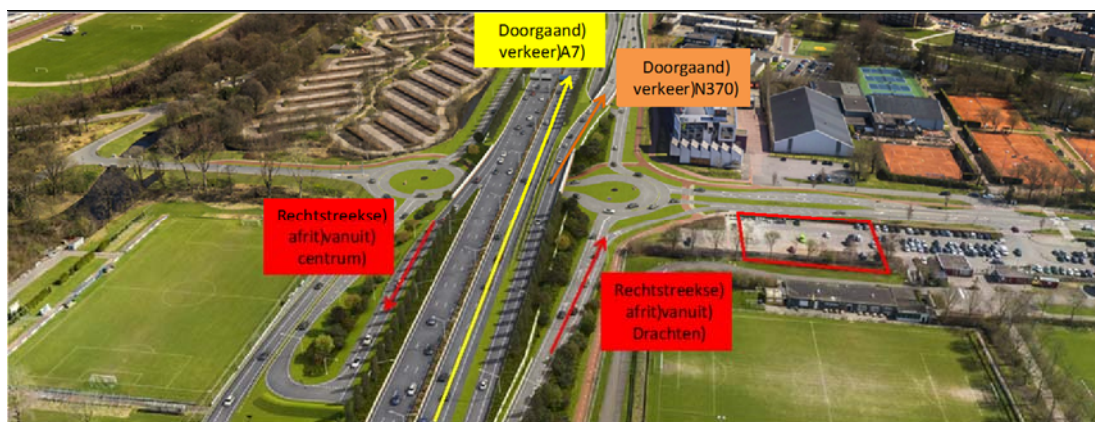 Doorgaand)
verkeer)A7)
Doorgaand)
verkeer)N370)
Rechtstreekse)
afrit)vanuit)
centrum)
Rechtstreekse)
afrit)vanuit)
Drachten)